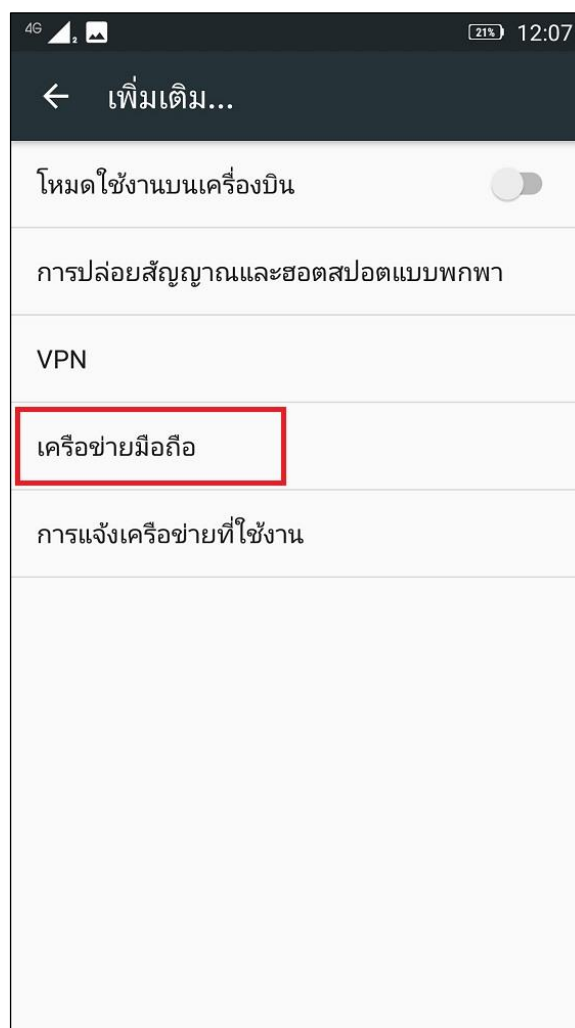 4G 2 21% 12:07
เพิ่มเติม...
โหมดใช้งานบนเครื่องบิน
การปล่อยสัญญาณและฮอตสปอตแบบพกพา
VPN
เครือข่ายมือถือ
การแจ้งเครือข่ายที่ใช้งาน